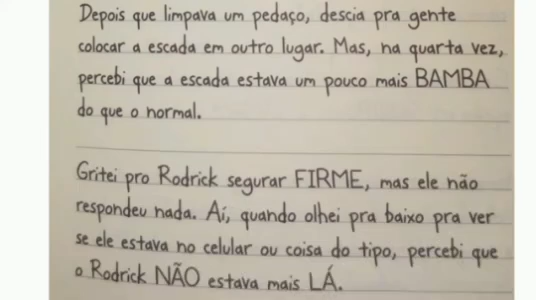 Depois que limpava um pedaço, descia pra gente
colocar a escada em outro lugar. Mas, na quarta vez,
percebi que a escada estava um pouco mais BAMBA
do que o normal.
Gritei pro Rodrick segurar FIRME, mas ele não
respondeu nada. Aí, quando olhei pra baixo pra ver
se ele estava no celular ou coisa do tipo, percebi que
o Rodrick NÃO estava mais LÁ.